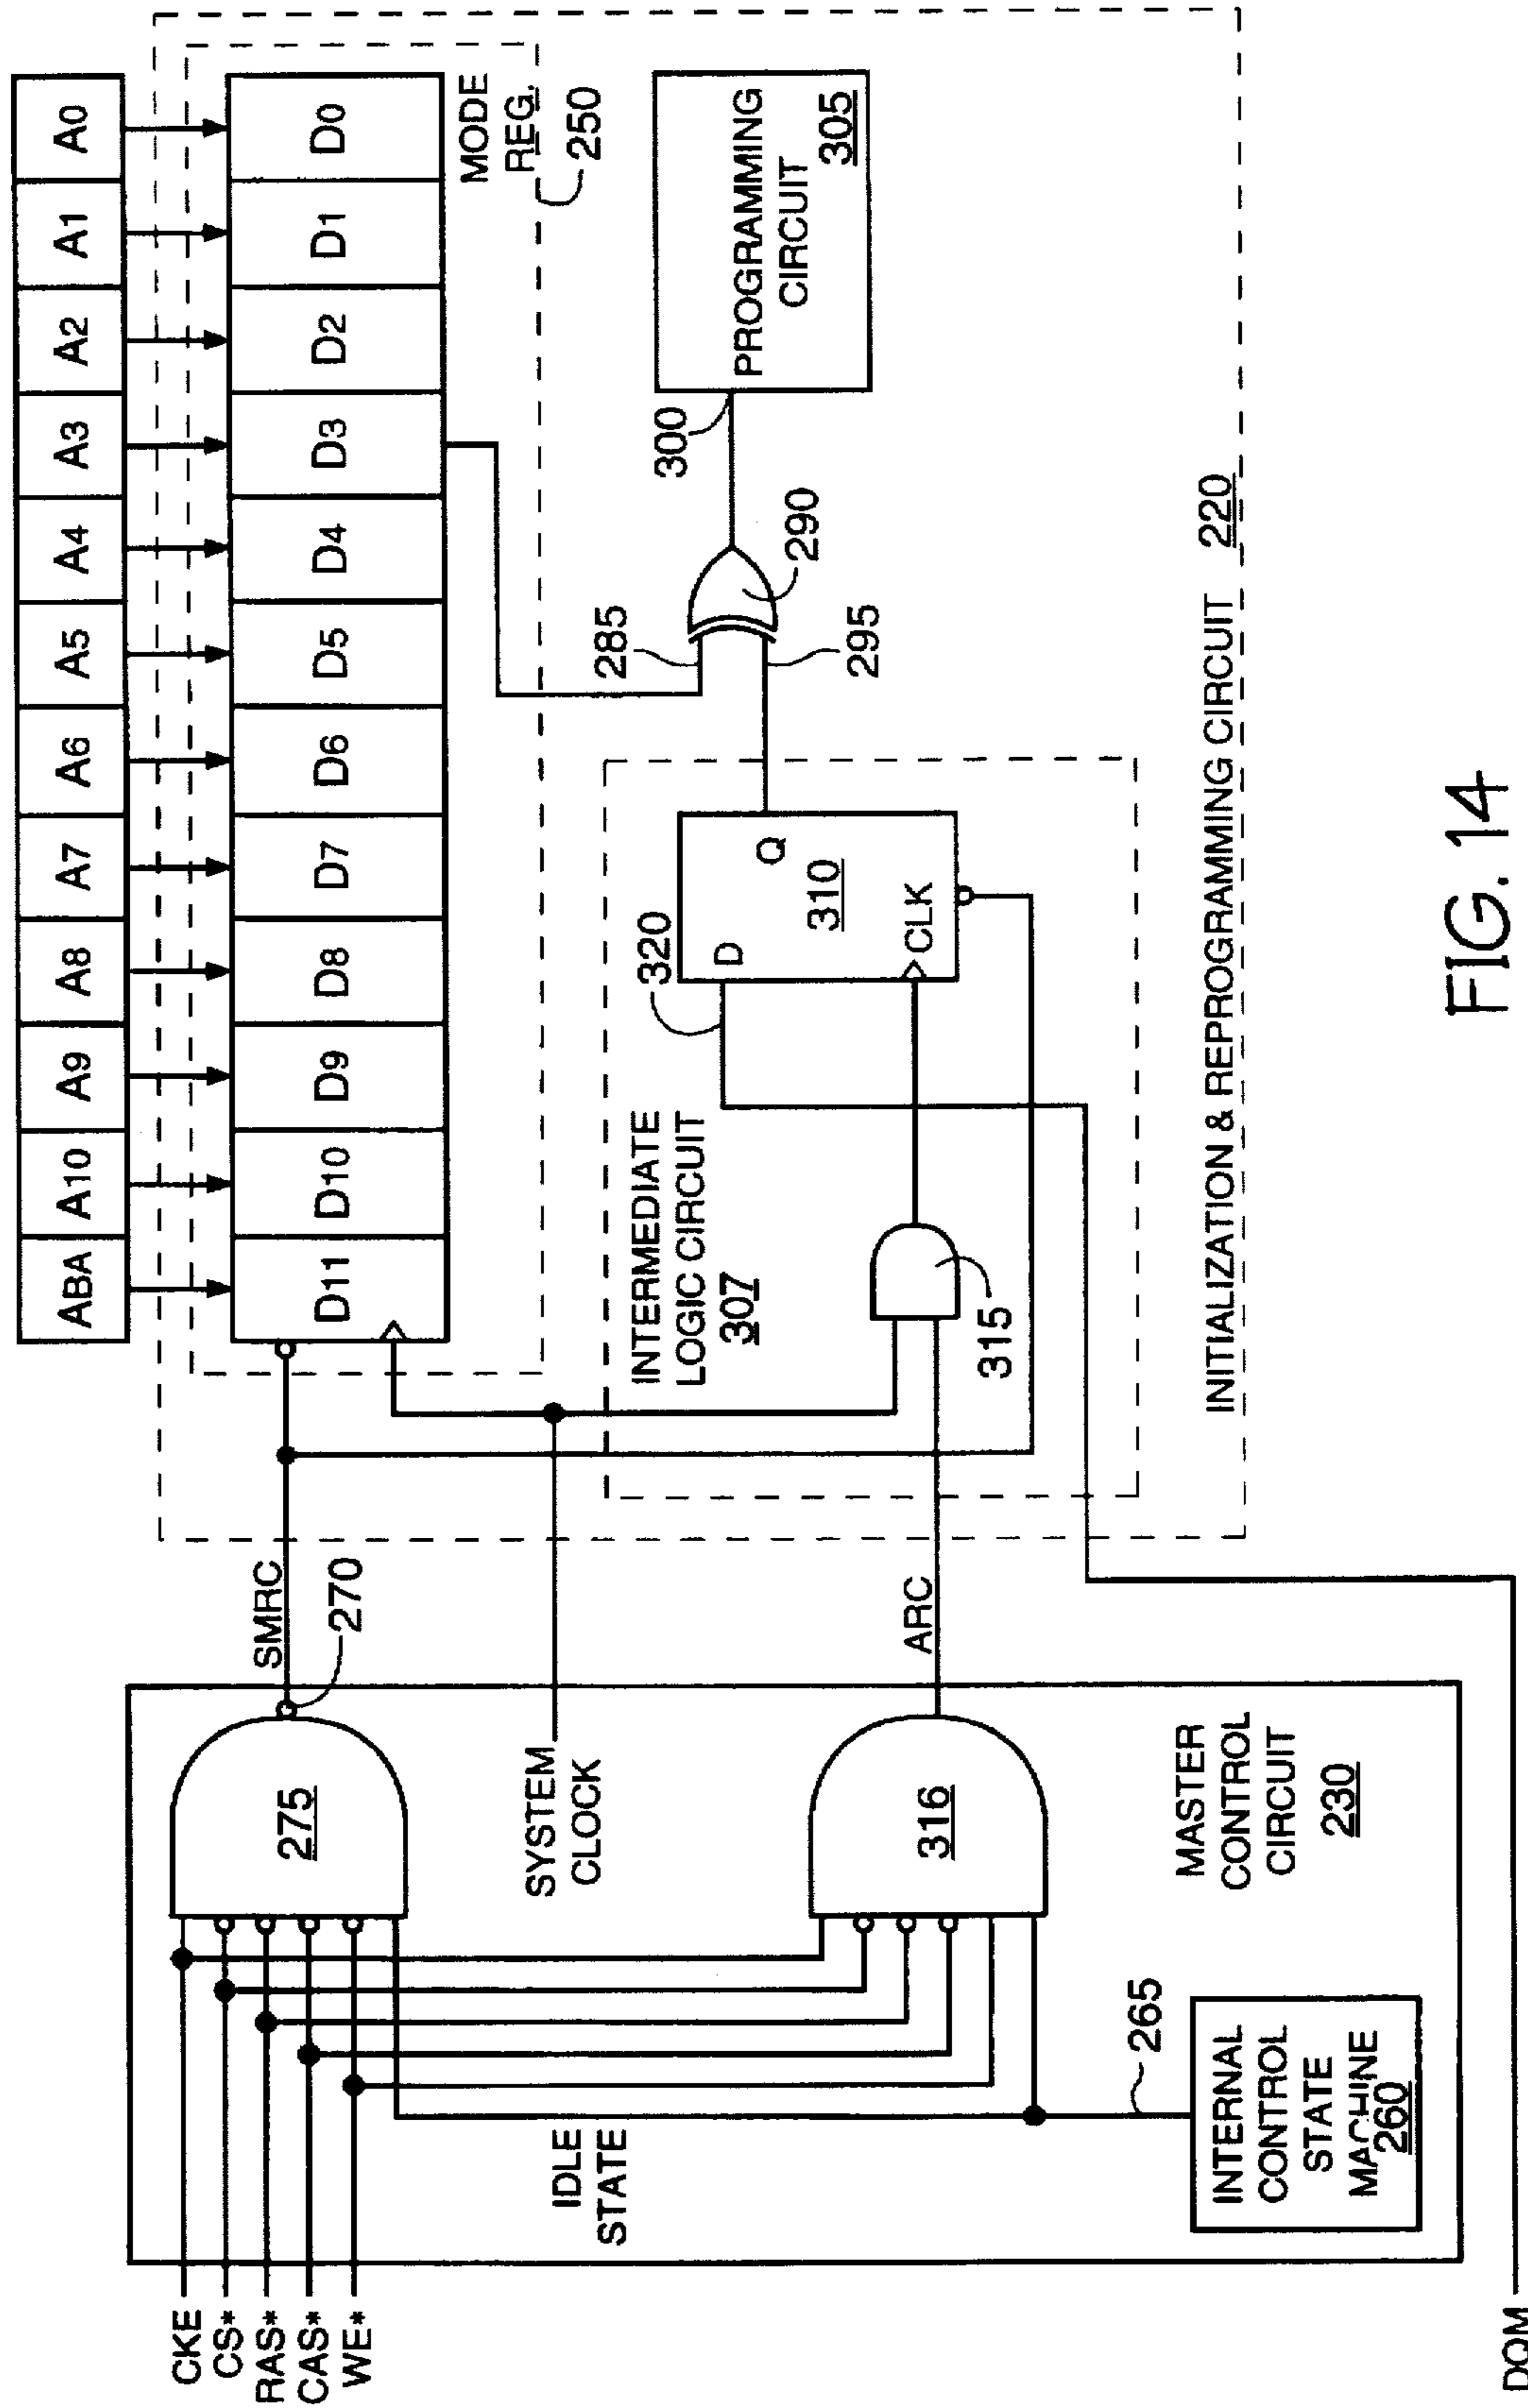 ABA A10 A9 A8 A7 A6 A5 A4 A3 A2 A1 A0
D11 D10 D9 D8 D7 D6 D5 D4 D3 D2 D1 D0
MODE
REG.
250
CKE
CS*
RAS*
CAS*
WE*
275
SMRC
270
SYSTEM
CLOCK
IDLE
STATE
316
ARC
265
INTERNAL
CONTROL
STATE
MACHINE
260
MASTER
CONTROL
CIRCUIT
230
DQM
INTERMEDIATE
LOGIC CIRCUIT
307
315
320
D
Q
310
CLK
285
295
290
300
PROGRAMMING
CIRCUIT
305
INITIALIZATION & REPROGRAMMING CIRCUIT 220
FIG. 14